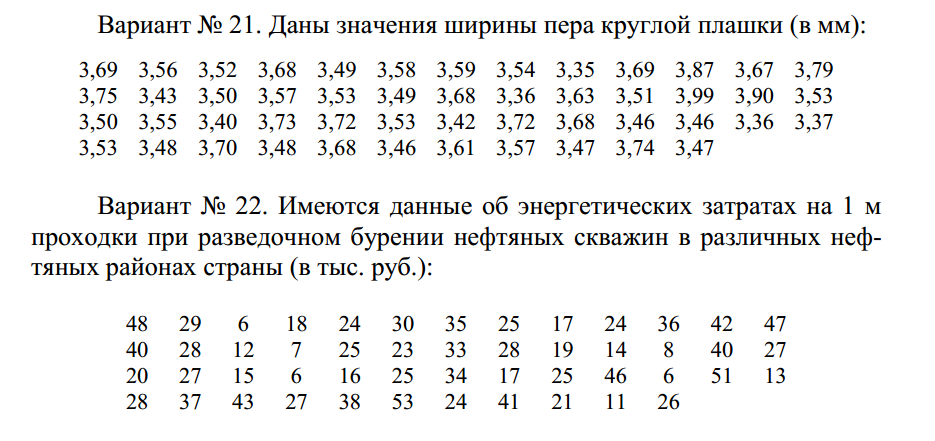 Вариант № 21. Даны значения ширины пера круглой плашки (в мм):
3,69 3,56 3,52 3,68 3,49 3,58 3,59 3,54 3,35 3,69 3,87 3,67 3,79
3,75 3,43 3,50 3,57 3,53 3,49 3,68 3,36 3,63 3,51 3,99 3,90 3,53
3,50 3,55 3,40 3,73 3,72 3,53 3,42 3,72 3,68 3,46 3,46 3,36 3,37
3,53 3,48 3,70 3,48 3,68 3,46 3,61 3,57 3,47 3,74 3,47
Вариант № 22. Имеются данные об энергетических затратах на 1 м
проходки при разведочном бурении нефтяных скважин в различных неф-
тяных районах страны (в тыс. руб.):
48 29 6 18 24 30 35 25 17 24 36 42 47
40 28 12 7 25 23 33 28 19 14 8 40 27
20 27 15 6 16 25 34 17 25 46 6 51 13
28 37 43 27 38 53 24 41 21 11 26